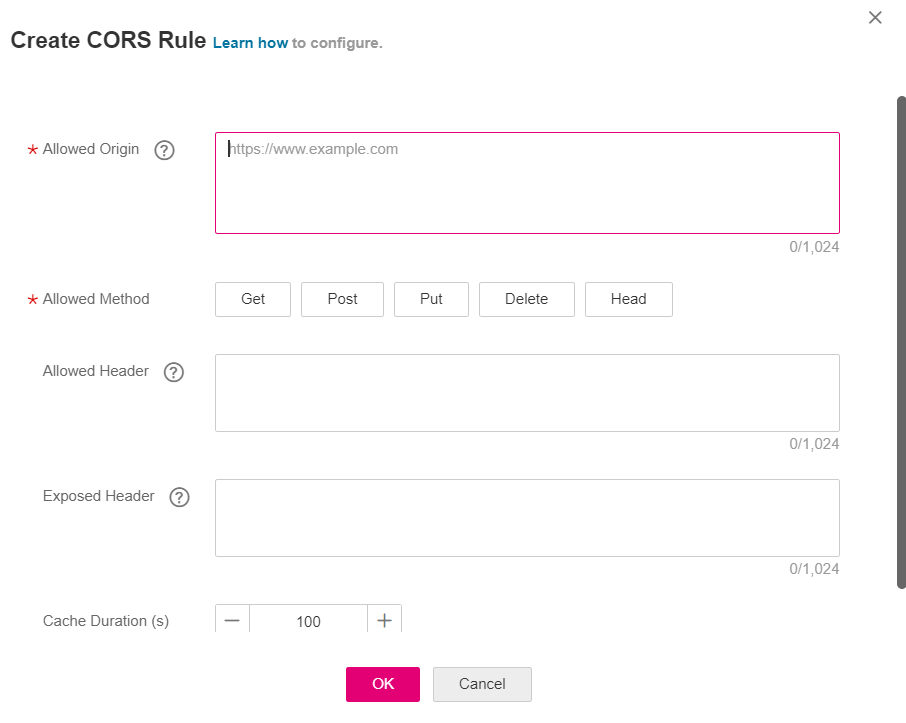 Create CORS Rule Learn how to configure.
* Allowed Origin ?
https://www.example.com
0/1,024
* Allowed Method Get Post Put Delete Head
Allowed Header ?
0/1,024
Exposed Header ?
0/1,024
Cache Duration (s) — 100 +
OK Cancel